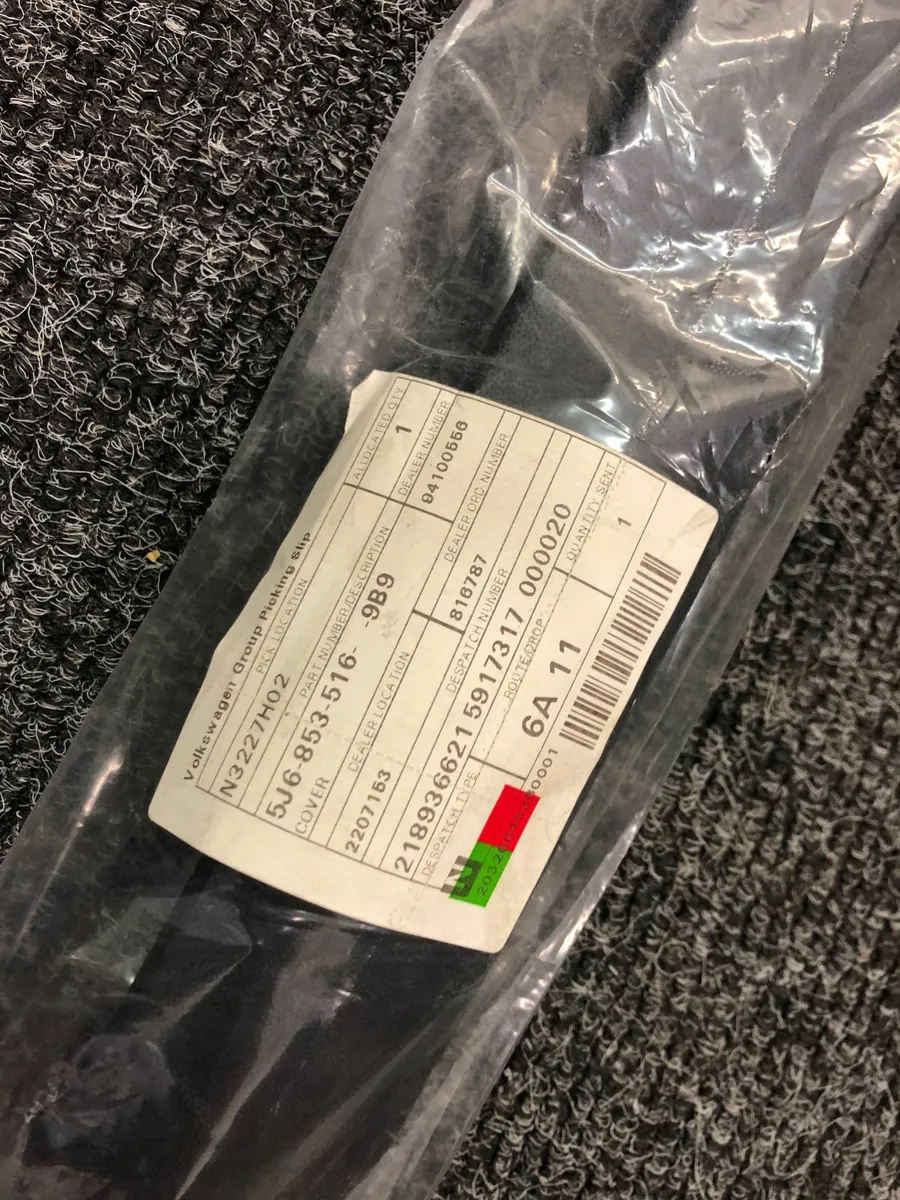 Volkswagen Group Picking Slip
PICK LOCATION
ALLOCATED QTY
N3227H02
1
PART NUMBER/DESCRIPTION
DEALER NUMBER
5J6-853-516- -9B9
94100556
COVER
DEALER LOCATION
DEALER ORD NUMBER
2207153
816787
DESPATCH NUMBER
2189366621 5917317 000020
DESPATCH TYPE
ROUTE/DROP
QUANTITY SENT
6A 11
1